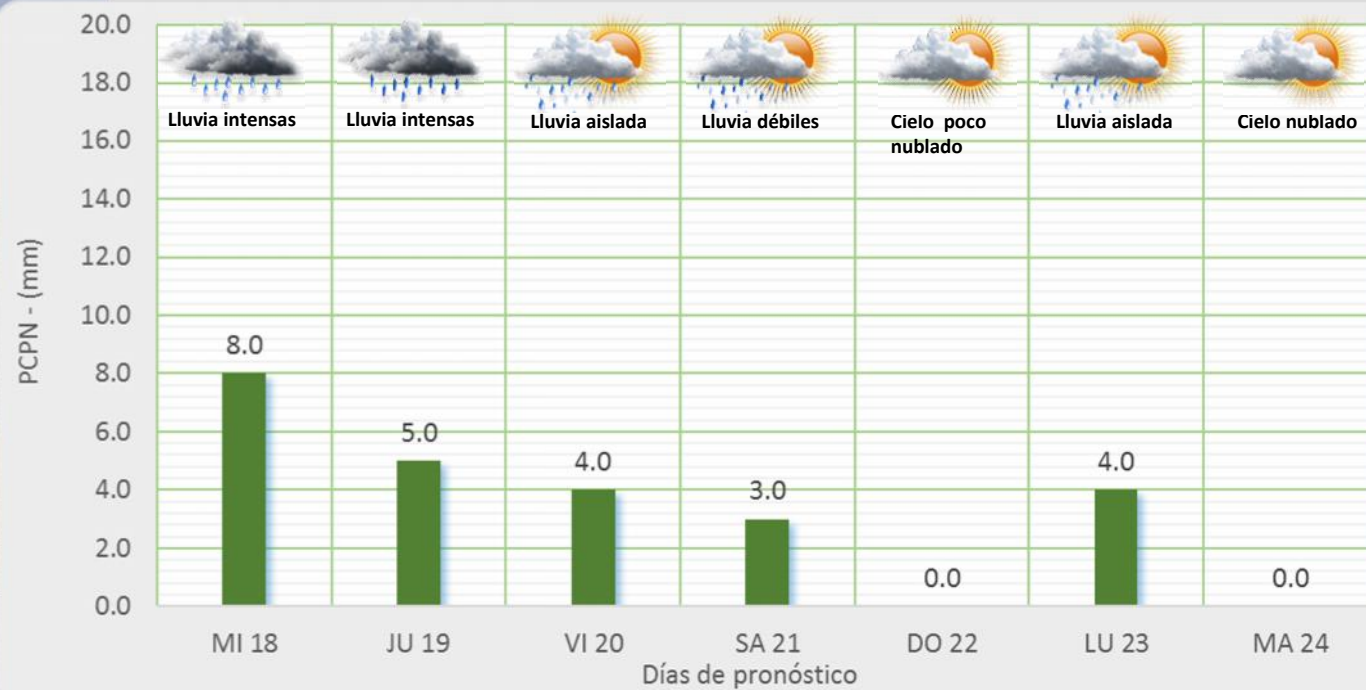 20.0
18.0
16.0
14.0
12.0
10.0
8.0
6.0
4.0
2.0
0.0
PCPN - (mm)
Lluvia intensas
Lluvia intensas
Lluvia aislada
Lluvia débiles
Cielo poco
nublado
Lluvia aislada
Cielo nublado
8.0
5.0
4.0
3.0
0.0
4.0
0.0
MI 18
JU 19
VI 20
SA 21
DO 22
LU 23
MA 24
Días de pronóstico